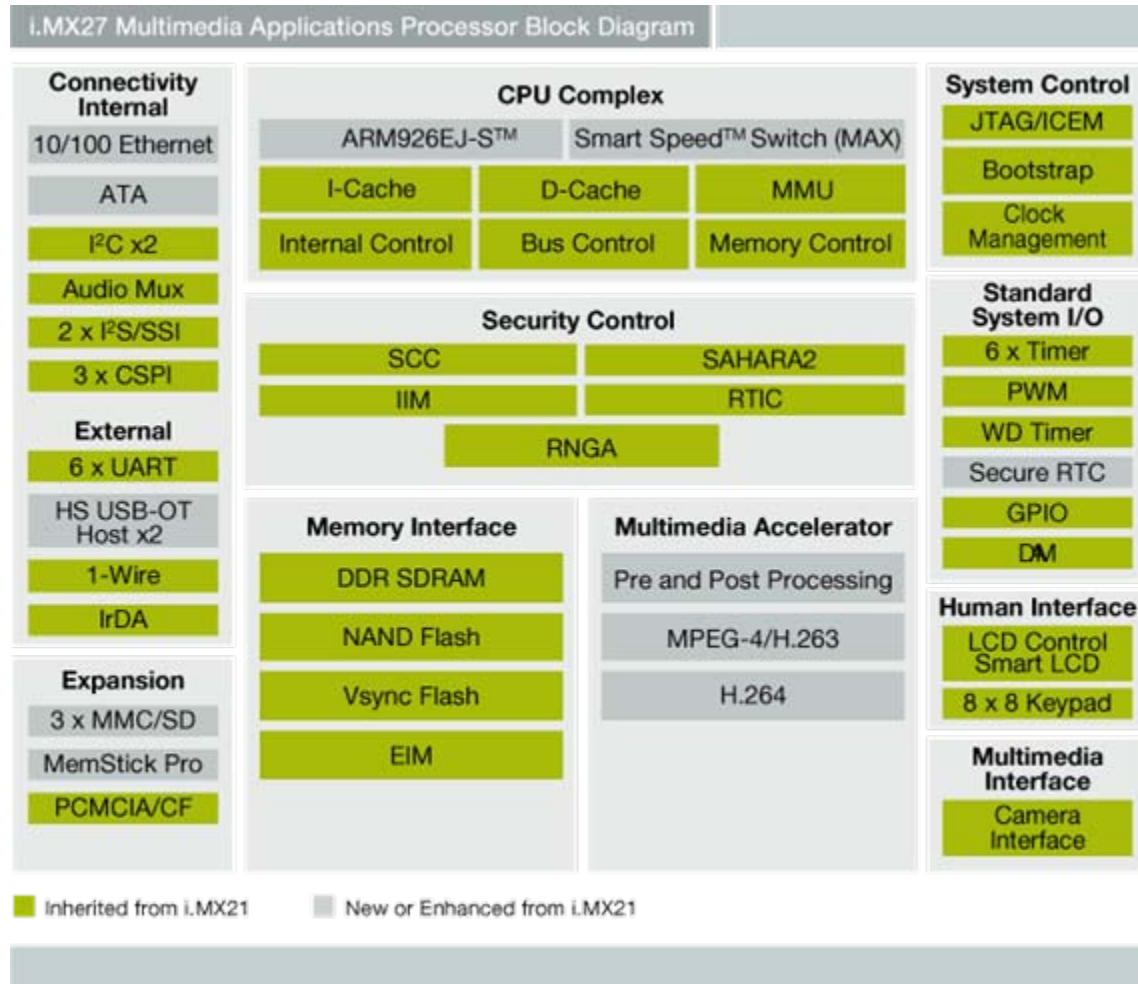 i.MX27 Multimedia Applications Processor Block Diagram
Connectivity
Internal
10/100 Ethernet
ATA
I²C x2
Audio Mux
2 x I²S/SSI
3 x CSPI
External
6 x UART
HS USB-OT
Host x2
1-Wire
IrDA
Expansion
3 x MMC/SD
MemStick Pro
PCMCIA/CF
CPU Complex
ARM926EJ-S™
Smart Speed™ Switch (MAX)
I-Cache
D-Cache
MMU
Internal Control
Bus Control
Memory Control
Security Control
SCC
SAHARA2
IIM
RTIC
RNGA
Memory Interface
DDR SDRAM
NAND Flash
Vsync Flash
EIM
Multimedia Accelerator
Pre and Post Processing
MPEG-4/H.263
H.264
System Control
JTAG/ICEM
Bootstrap
Clock
Management
Standard
System I/O
6 x Timer
PWM
WD Timer
Secure RTC
GPIO
Human Interface
LCD Control
Smart LCD
8 x 8 Keypad
Multimedia
Interface
Camera
Interface
Inherited from i.MX21
New or Enhanced from i.MX21